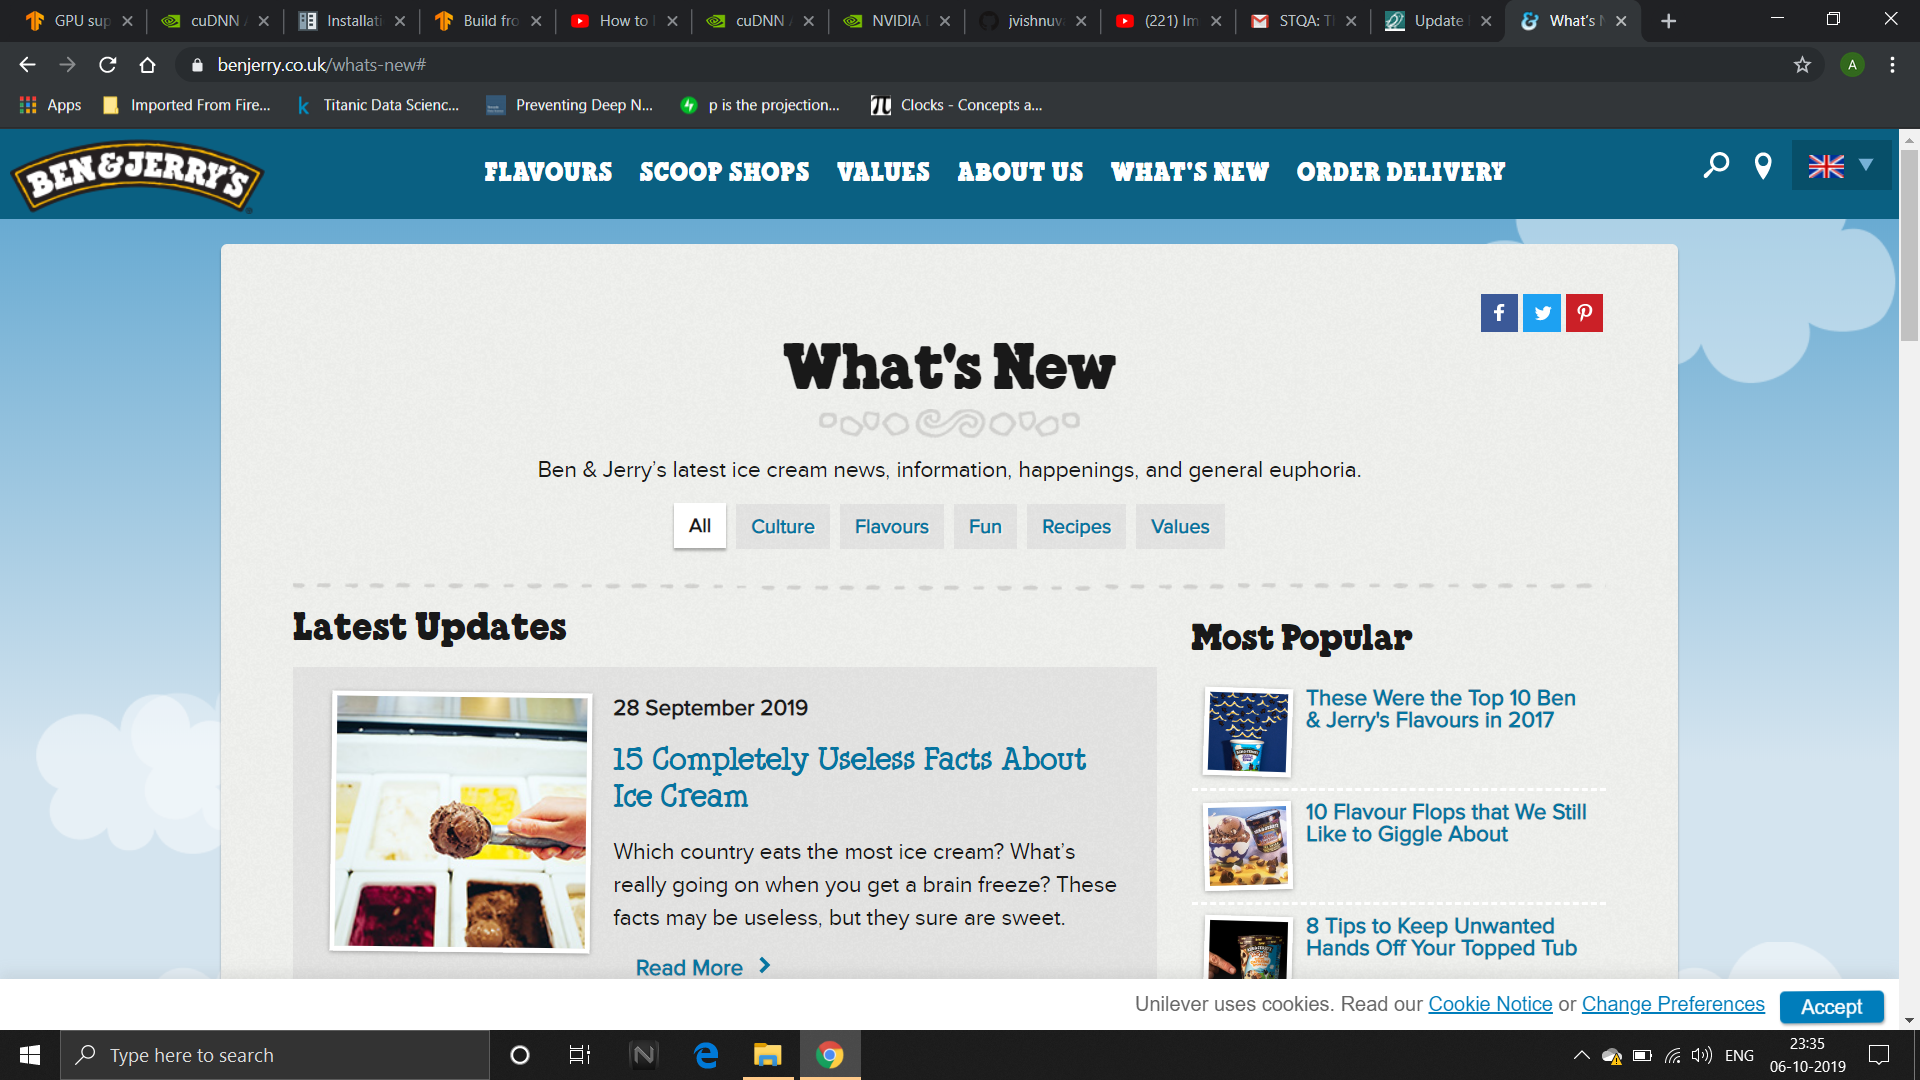 GPU sup
cuDNN
Installati
Build fro
How to
cuDNN
NVIDIA
jvishnuv
(221) Im
STQA: T
Update
What's N
benjerry.co.uk/whats-new#
A
Apps
Imported From Fire...
Titanic Data Scienc...
Preventing Deep N...
p is the projection...
Clocks - Concepts a...
BEN & JERRY'S
FLAVOURS
SCOOP SHOPS
VALUES
ABOUT US
WHAT'S NEW
ORDER DELIVERY
What's New
Ben & Jerry's latest ice cream news, information, happenings, and general euphoria.
All
Culture
Flavours
Fun
Recipes
Values
Latest Updates
28 September 2019
15 Completely Useless Facts About
Ice Cream
Which country eats the most ice cream? What's
really going on when you get a brain freeze? These
facts may be useless, but they sure are sweet.
Read More
Most Popular
These Were the Top 10 Ben
& Jerry's Flavours in 2017
10 Flavour Flops that We Still
Like to Giggle About
8 Tips to Keep Unwanted
Hands Off Your Topped Tub
Unilever uses cookies. Read our Cookie Notice or Change Preferences
Accept
Type here to search
ENG
23:35
06-10-2019